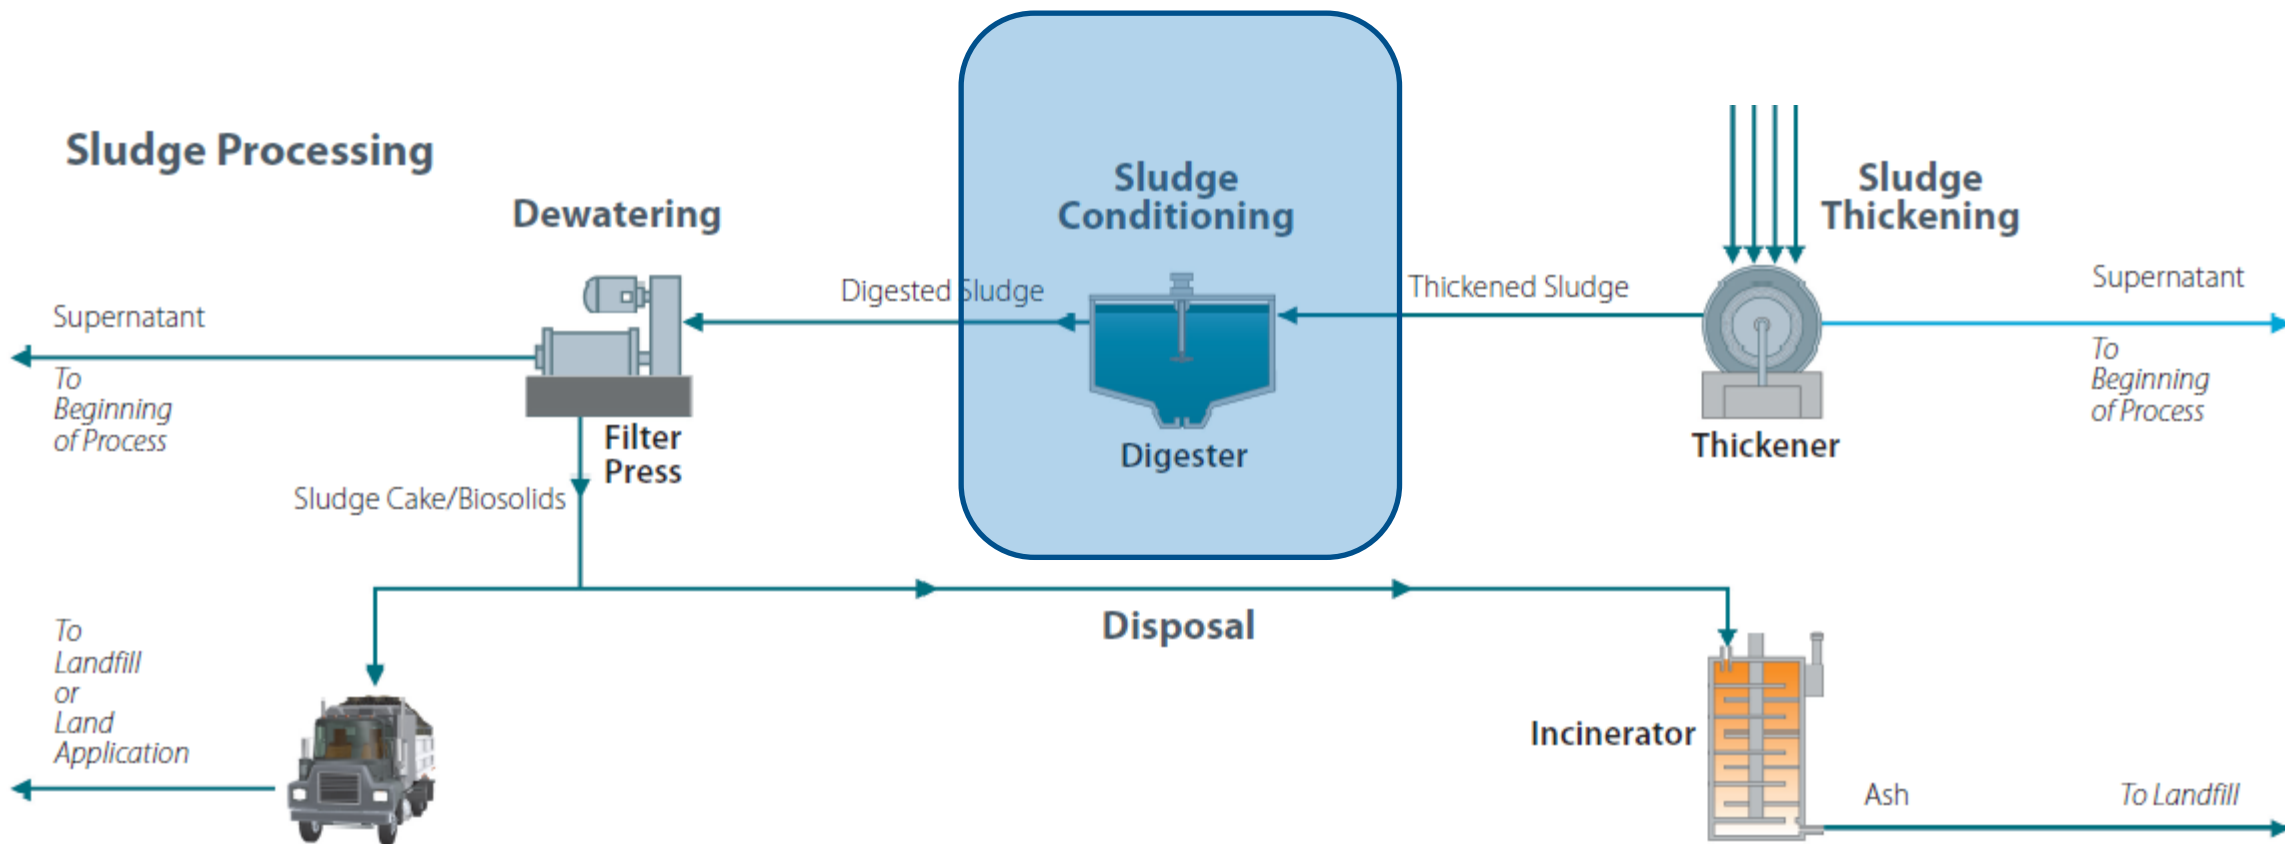 Sludge Processing
Dewatering
Sludge
Conditioning
Sludge
Thickening
Supernatant
To
Beginning
of Process
Digested Sludge
Thickened Sludge
Supernatant
To
Beginning
of Process
Filter
Press
Digester
Thickener
Sludge Cake/Biosolids
Disposal
To
Landfill
or
Land
Application
Incinerator
Ash
To Landfill